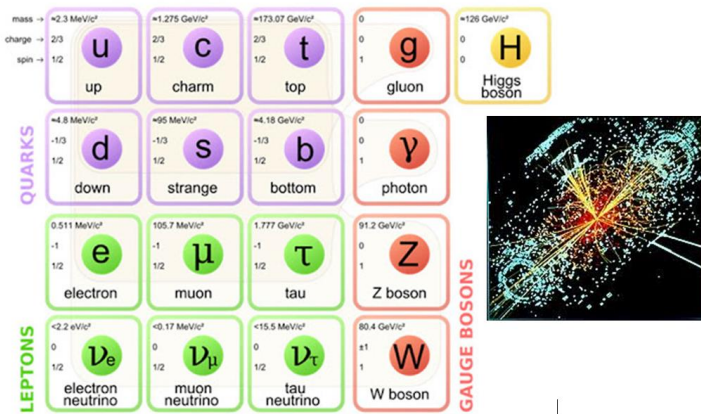 mass → ≈2.3 MeV/c² ≈1.275 GeV/c² ≈173.07 GeV/c² 0 ≈126 GeV/c²
charge → 2/3 2/3 2/3 0 0
spin → 1/2 1/2 1/2 1 0
u c t g H
up charm top gluon Higgs
boson
QUARKS
≈4.8 MeV/c² ≈95 MeV/c² ≈4.18 GeV/c² 0
-1/3 -1/3 -1/3 0
1/2 1/2 1/2 1
d s b γ
down strange bottom photon
0.511 MeV/c² 105.7 MeV/c² 1.777 GeV/c² 91.2 GeV/c²
-1 -1 -1 0
1/2 1/2 1/2 1
e μ τ Z
electron muon tau Z boson
LEPTONS
GAUGE BOSONS
<2.2 eV/c² <0.17 MeV/c² <15.5 MeV/c² 80.4 GeV/c²
0 0 0 ±1
1/2 1/2 1/2 1
νe νμ ντ W
electron muon tau W boson
neutrino neutrino neutrino